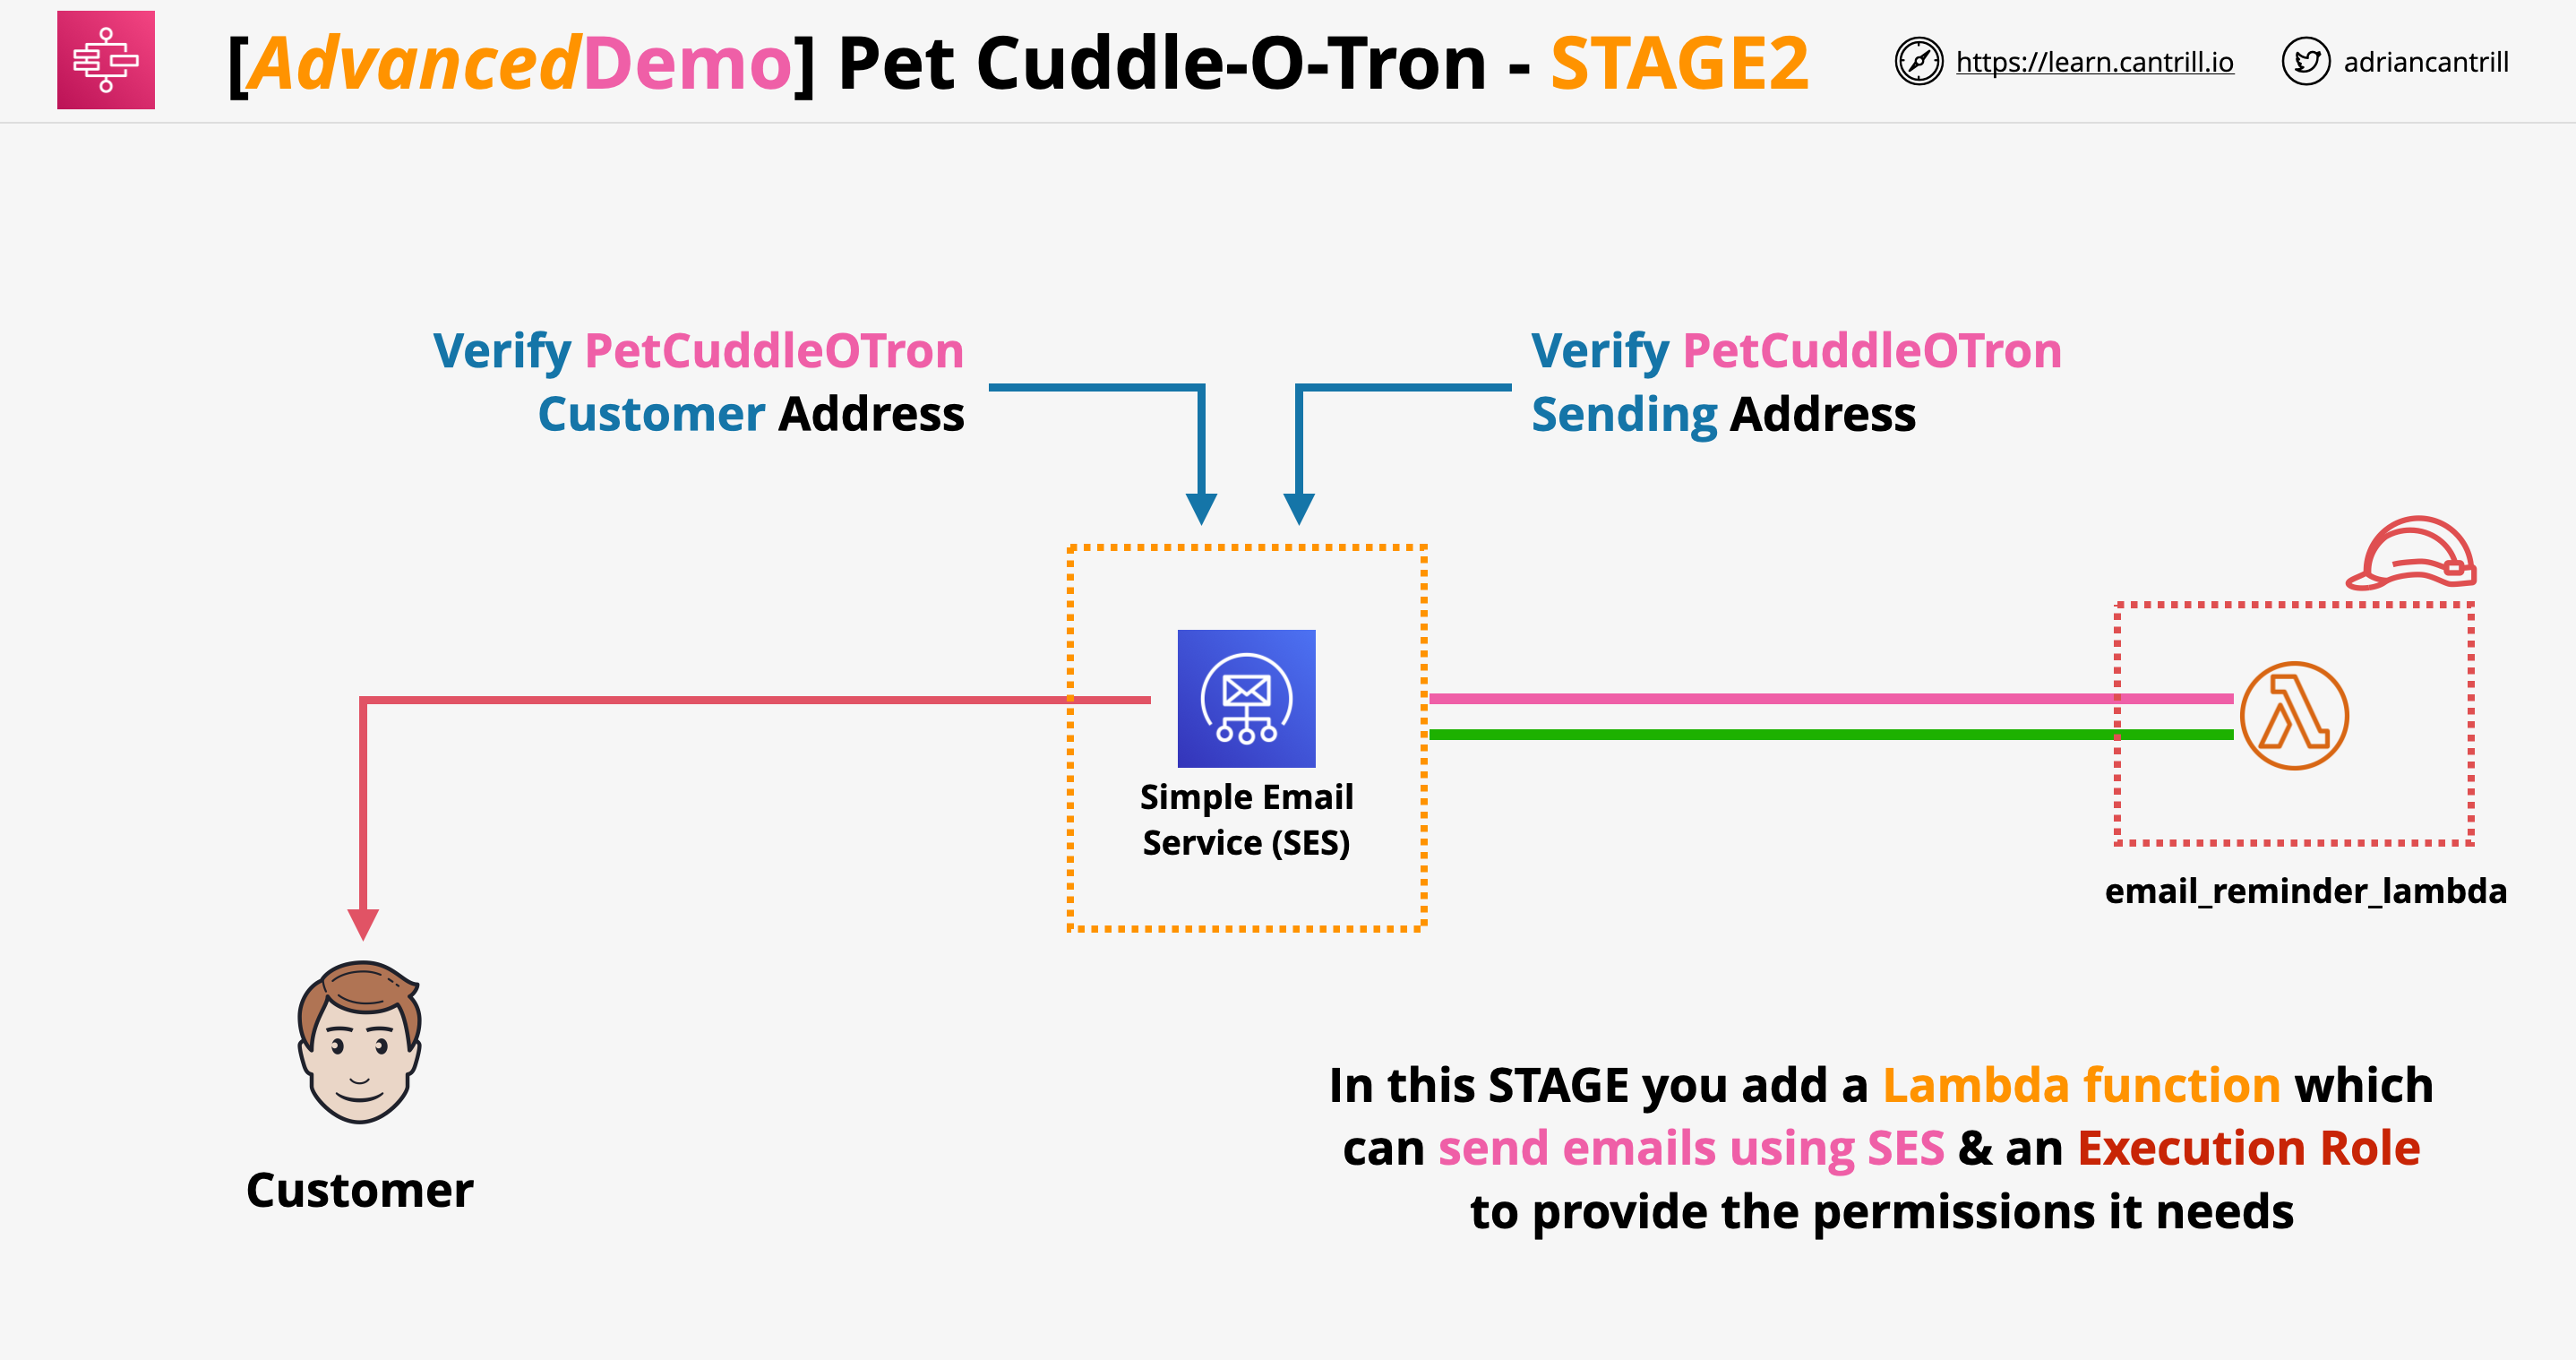 [AdvancedDemo] Pet Cuddle-O-Tron - STAGE2
https://learn.cantrill.io
adriancantrill
Verify PetCuddleOTron
Customer Address
Verify PetCuddleOTron
Sending Address
Simple Email
Service (SES)
email_reminder_lambda
Customer
In this STAGE you add a Lambda function which
can send emails using SES & an Execution Role
to provide the permissions it needs